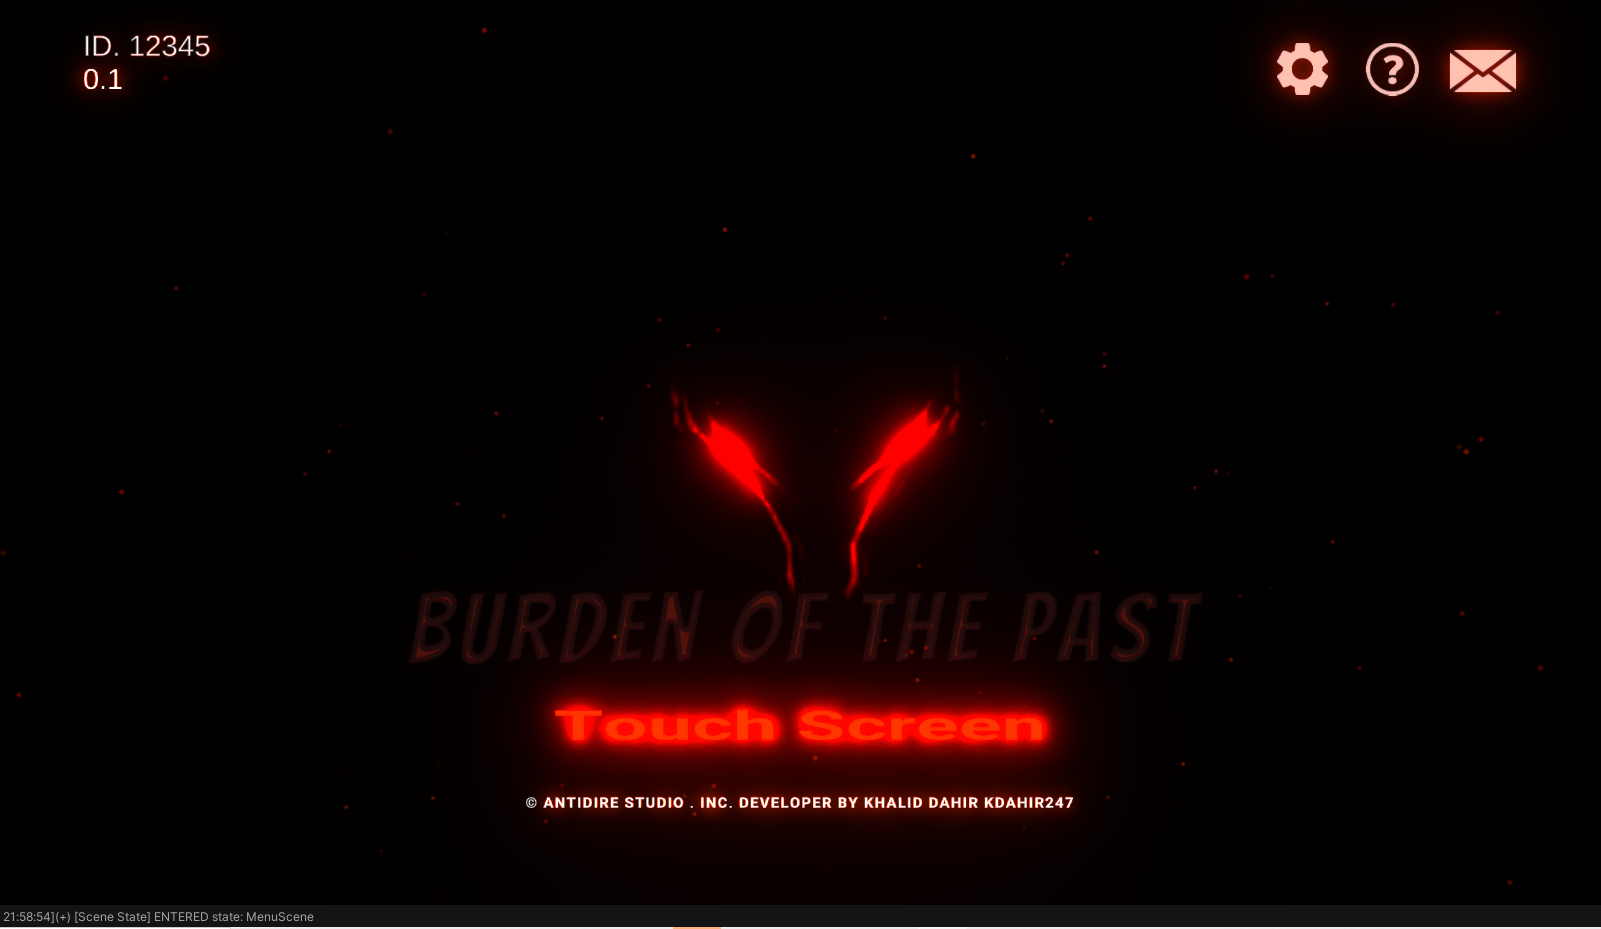 ID. 12345
0.1
BURDEN OF THE PAST
Touch Screen
© ANTIDIRE STUDIO . INC. DEVELOPER BY KHALID DAHIR KDAHIR247
21:58:54](+) [Scene State] ENTERED state: MenuScene